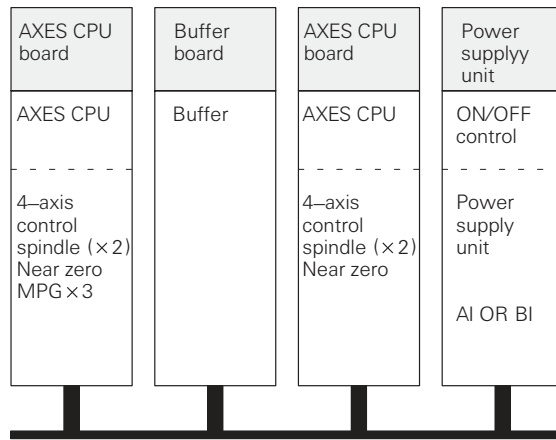 AXES CPU
board
AXES CPU
4–axis
control
spindle (×2)
Near zero
MPG×3
Buffer
board
Buffer
AXES CPU
board
AXES CPU
4–axis
control
spindle (×2)
Near zero
Power
supplyy
unit
ON/OFF
control
Power
supply
unit
AI OR BI